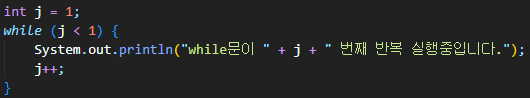 int j = 1;
while (j < 1) {
    System.out.println("while문이 " + j + " 번째 반복 실행중입니다.");
    j++;
}